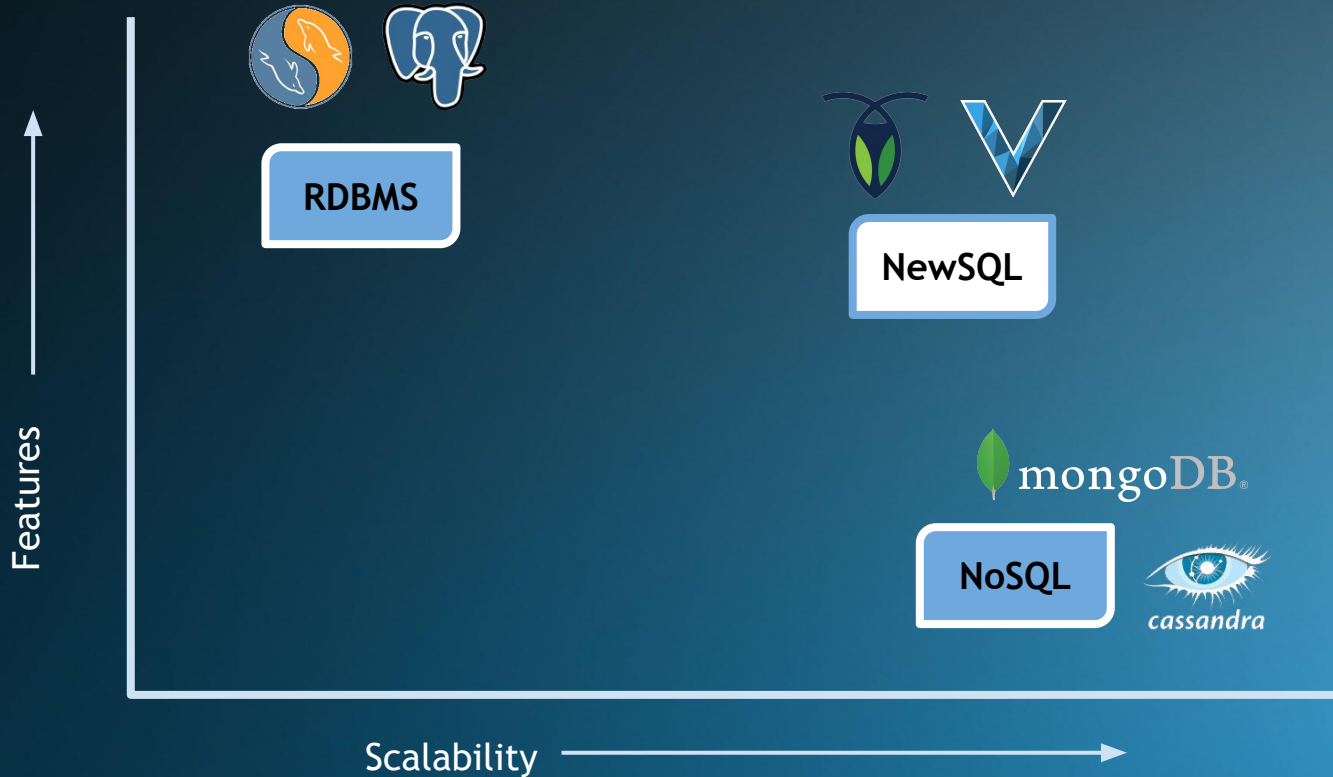 RDBMS
NewSQL
mongoDB®
NoSQL
cassandra
Features
Scalability